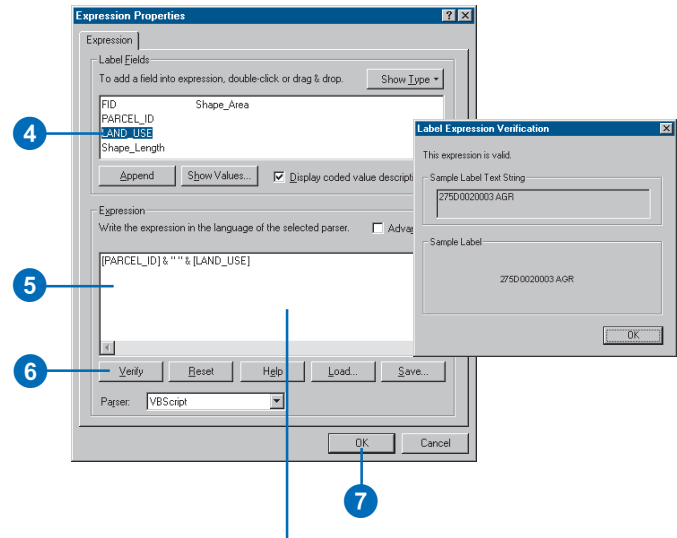 Expression Properties
Expression
Label Fields
To add a field into expression, double-click or drag & drop.
Show Type
FID Shape_Area
PARCEL_ID
4
LAND_USE
Shape_Length
Append Show Values... Display coded value descripti
Expression
Write the expression in the language of the selected parser. Adva
[PARCEL_ID] & " " & [LAND_USE]
5
6
Verify Reset Help Load... Save...
Parser: VBScript
OK Cancel
7
Label Expression Verification
This expression is valid.
Sample Label Text String
275D0020003 AGR
Sample Label
275D0020003 AGR
OK